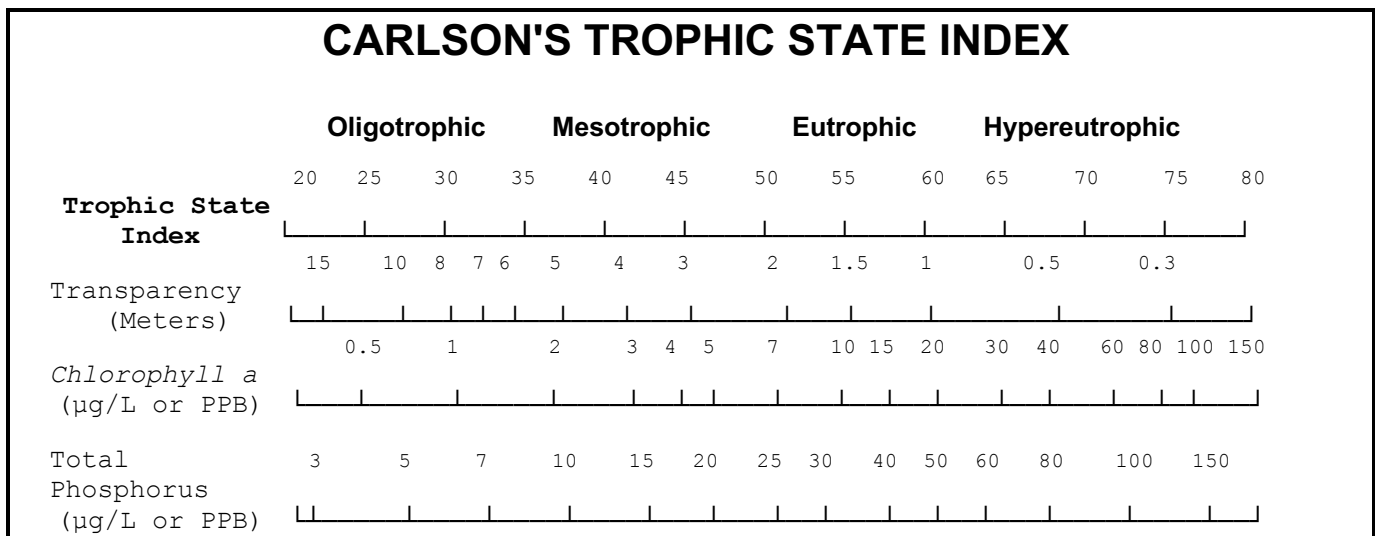 CARLSON'S TROPHIC STATE INDEX
Oligotrophic Mesotrophic Eutrophic Hypereutrophic
20 25 30 35 40 45 50 55 60 65 70 75 80
Trophic State
Index
15 10 8 7 6 5 4 3 2 1.5 1 0.5 0.3
Transparency
(Meters)
0.5 1 2 3 4 5 7 10 15 20 30 40 60 80 100 150
Chlorophyll a
(µg/L or PPB)
Total 3 5 7 10 15 20 25 30 40 50 60 80 100 150
Phosphorus
(µg/L or PPB)